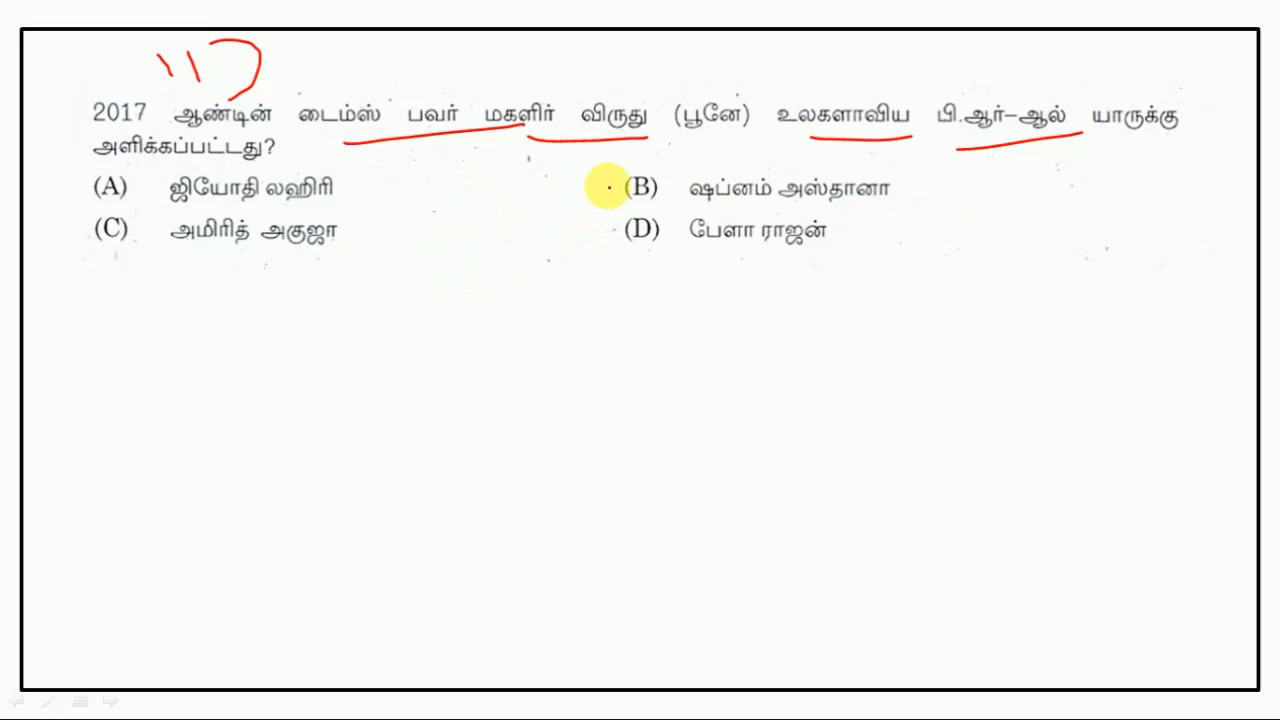 2017 ஆண்டின் டைம்ஸ் பவர் மகளிர் விருது (பூனே) உலகளாவிய பி.ஆர்-ஆல் யாருக்கு
அளிக்கப்பட்டது?
(A) ஜியோதி லஹிரி (B) ஷப்னம் அஸ்தானா
(C) அமிரித் அகுஜா (D) பேளா ராஜன்